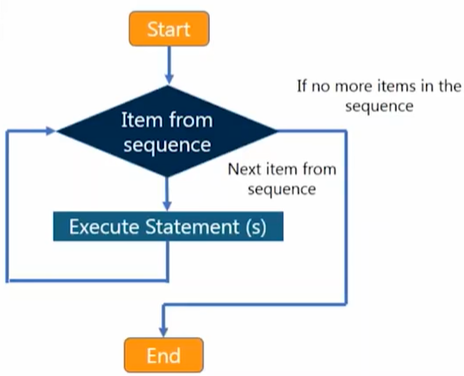 Start
If no more items in the
sequence
Item from
sequence
Next item from
sequence
Execute Statement (s)
End